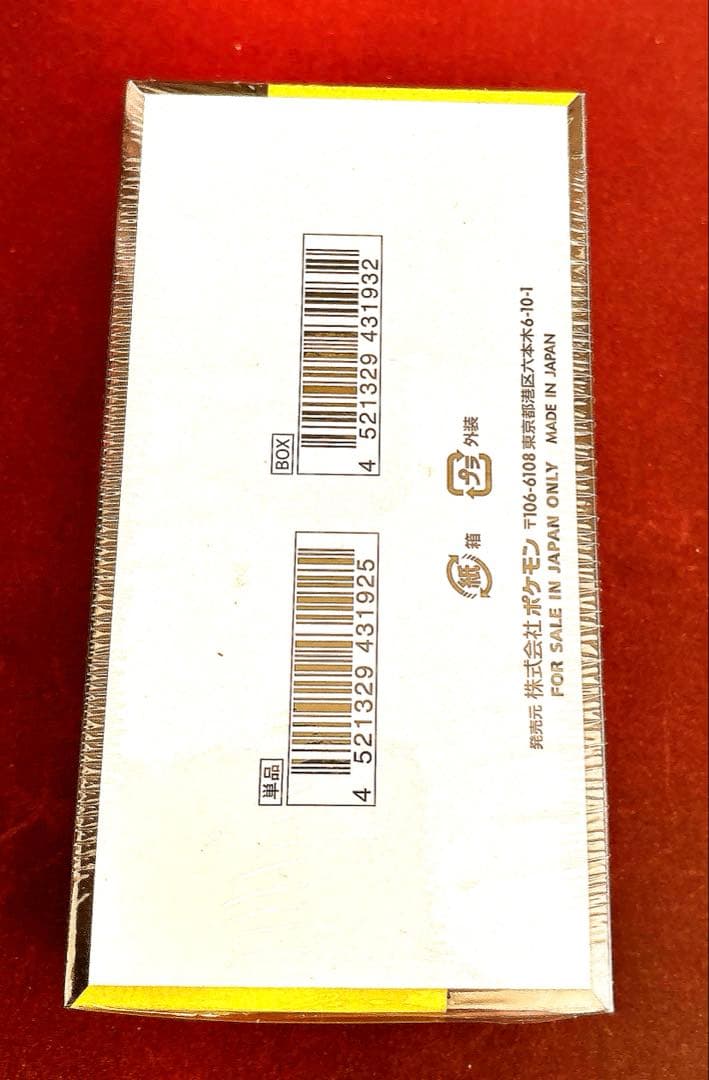 単品
4 521329 431925
BOX
4 521329 431932
紙 箱
プラ 外装
発売元 株式会社ポケモン 〒106-6108 東京都港区六本木6-10-1
FOR SALE IN JAPAN ONLY MADE IN JAPAN